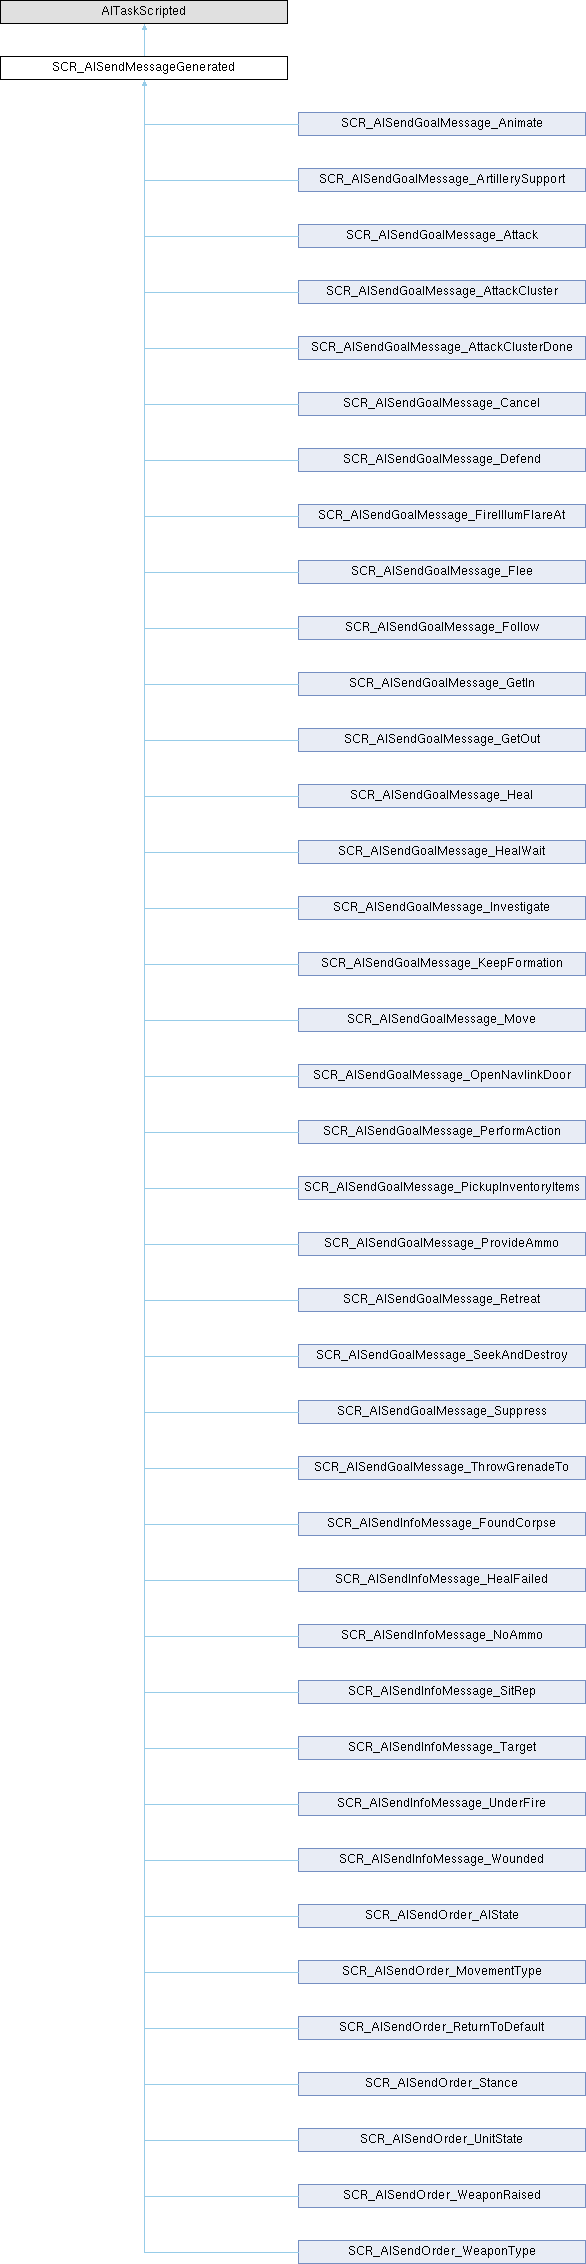 AITaskScripted
SCR_AISendMessageGenerated
SCR_AISendGoalMessage_Animate
SCR_AISendGoalMessage_ArtillerySupport
SCR_AISendGoalMessage_Attack
SCR_AISendGoalMessage_AttackCluster
SCR_AISendGoalMessage_AttackClusterDone
SCR_AISendGoalMessage_Cancel
SCR_AISendGoalMessage_Defend
SCR_AISendGoalMessage_FireIllumFlareAt
SCR_AISendGoalMessage_Flee
SCR_AISendGoalMessage_Follow
SCR_AISendGoalMessage_GetIn
SCR_AISendGoalMessage_GetOut
SCR_AISendGoalMessage_Heal
SCR_AISendGoalMessage_HealWait
SCR_AISendGoalMessage_Investigate
SCR_AISendGoalMessage_KeepFormation
SCR_AISendGoalMessage_Move
SCR_AISendGoalMessage_OpenNavlinkDoor
SCR_AISendGoalMessage_PerformAction
SCR_AISendGoalMessage_PickupInventoryItems
SCR_AISendGoalMessage_ProvideAmmo
SCR_AISendGoalMessage_Retreat
SCR_AISendGoalMessage_SeekAndDestroy
SCR_AISendGoalMessage_Suppress
SCR_AISendGoalMessage_ThrowGrenadeTo
SCR_AISendInfoMessage_FoundCorpse
SCR_AISendInfoMessage_HealFailed
SCR_AISendInfoMessage_NoAmmo
SCR_AISendInfoMessage_SitRep
SCR_AISendInfoMessage_Target
SCR_AISendInfoMessage_UnderFire
SCR_AISendInfoMessage_Wounded
SCR_AISendOrder_AIState
SCR_AISendOrder_MovementType
SCR_AISendOrder_ReturnToDefault
SCR_AISendOrder_Stance
SCR_AISendOrder_UnitState
SCR_AISendOrder_WeaponRaised
SCR_AISendOrder_WeaponType